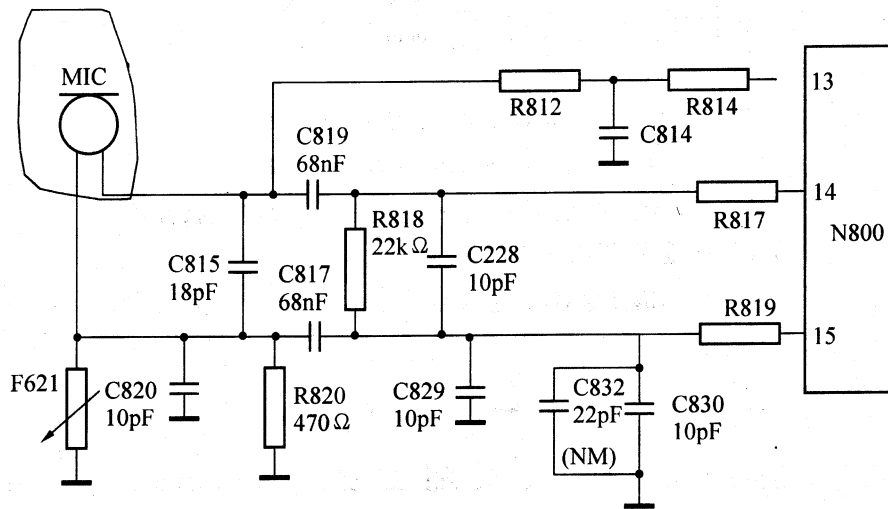 MIC
13
R812
R814
C814
C819
68nF
14
R817
N800
R818
22kΩ
C815
18pF
C817
68nF
C228
10pF
R819
15
F621
C820
10pF
R820
470Ω
C829
10pF
C832
22pF
C830
10pF
(NM)